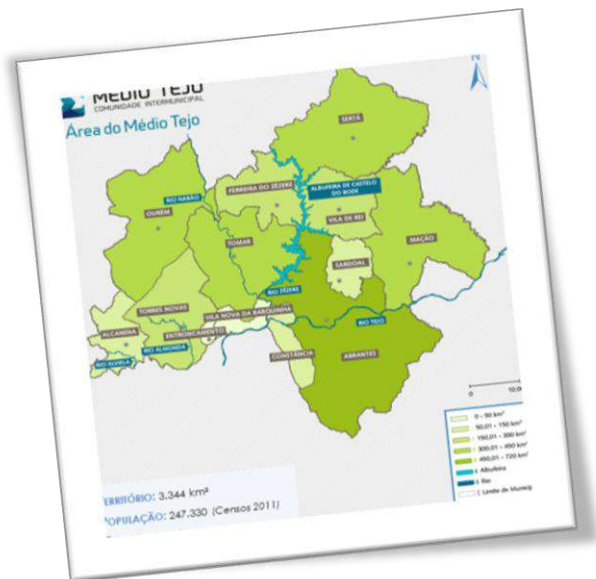 MÉDIO TEJO
COMUNIDADE INTERMUNICIPAL
Área do Médio Tejo
N
SERTÃ
FERREIRA DO ZÊZERE
ALBUFEIRA DE CASTELO
DO BODE
RIO NABÃO
OURÉM
VILA DE REI
TOMAR
MAÇÃO
SARDOAL
RIO ZÊZERE
TORRES NOVAS
VILA NOVA DA BARQUINHA
ALCANENA
ENTRONCAMENTO
RIO TEJO
RIO ALMONDA
RIO ALVIELA
CONSTÂNCIA
ABRANTES
0
0 - 50 km²
50,01 - 150 km²
150,01 - 300 km²
300,01 - 450 km²
450,01 - 720 km²
Albufeira
Rio
Limite de
TERRITÓRIO: 3.344 km²
POPULAÇÃO: 247.330 (Censos 2011)